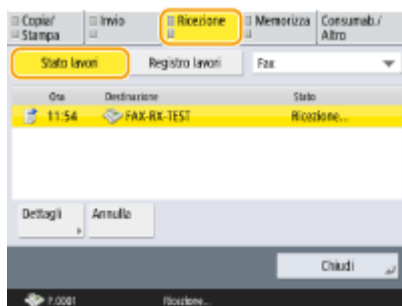 Copia/ Stampa
Invio
Ricezione
Memorizza
Consumab./ Altro
Stato lavori
Registro lavori
Fax
Ora Destinazione Stato
11:54 FAX-RX-TEST Ricezione...
Dettagli
Annulla
Chiudi
P.0001 Ricezione...